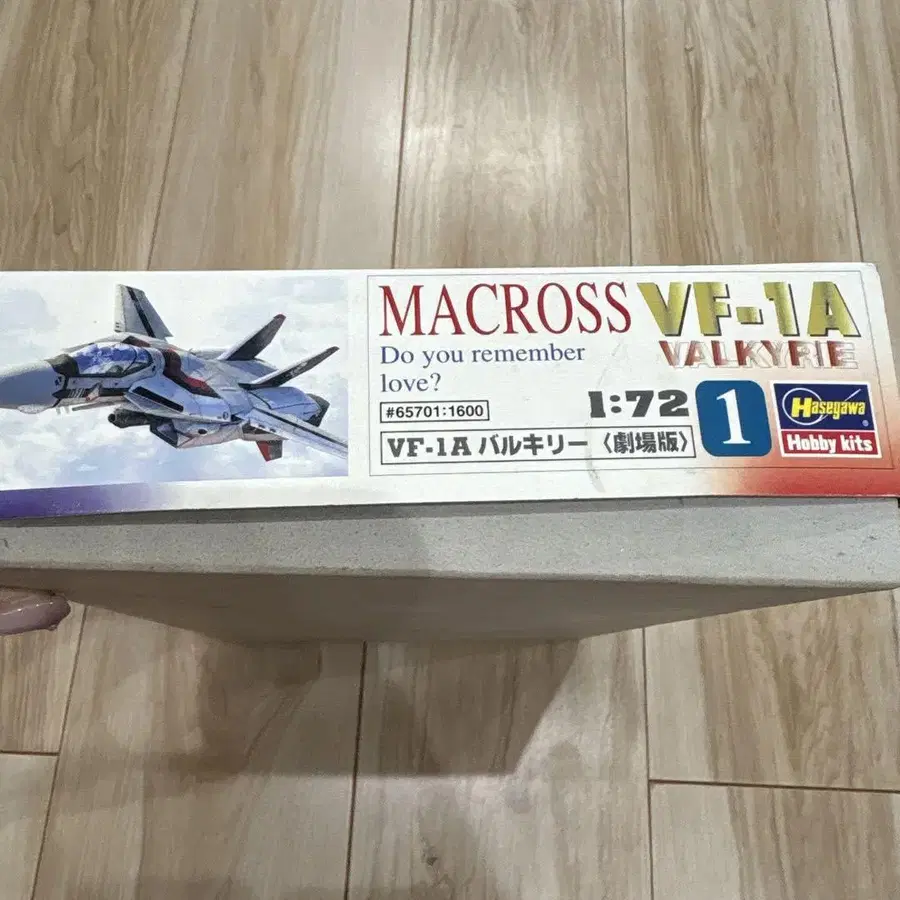 MACROSS
Do you remember
love?
#65701:1600
VF-1A バルキリー〈劇場版〉
VF-1A
VALKYRIE
1:72
1
Hasegawa
Hobby kits